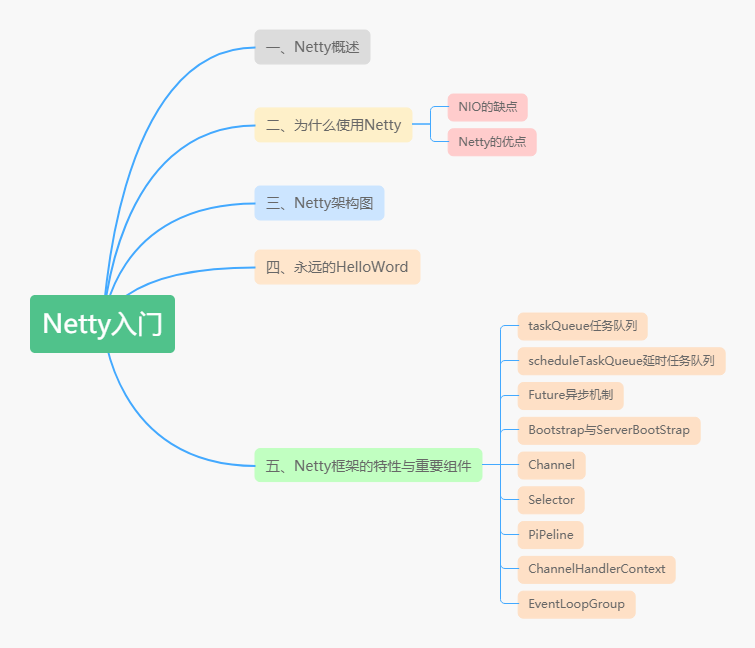 Netty入门
一、Netty概述
二、为什么使用Netty
NIO的缺点
Netty的优点
三、Netty架构图
四、永远的HelloWord
五、Netty框架的特性与重要组件
taskQueue任务队列
scheduleTaskQueue延时任务队列
Future异步机制
Bootstrap与ServerBootStrap
Channel
Selector
PiPeline
ChannelHandlerContext
EventLoopGroup